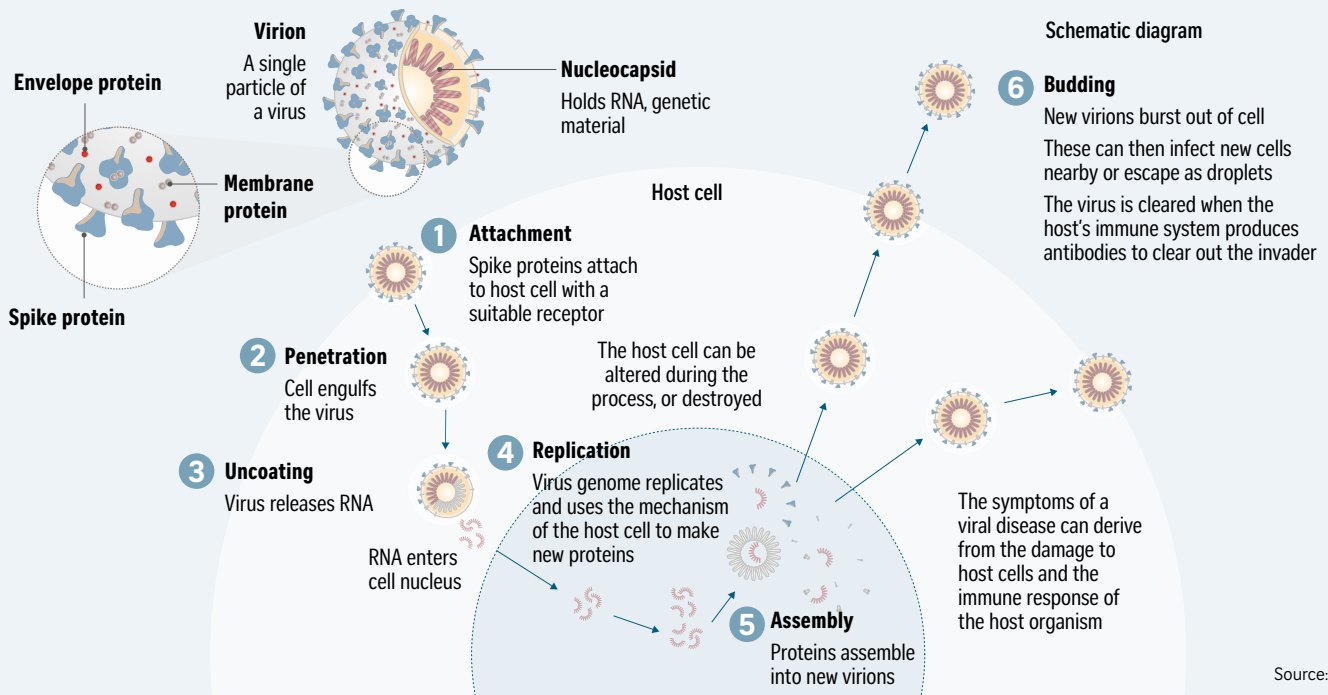 Virion
A single
particle of
a virus
Envelope protein
Membrane
protein
Spike protein
Nucleocapsid
Holds RNA, genetic
material
Schematic diagram
Host cell
1 Attachment
Spike proteins attach
to host cell with a
suitable receptor
2 Penetration
Cell engulfs
the virus
3 Uncoating
Virus releases RNA
RNA enters
cell nucleus
4 Replication
Virus genome replicates
and uses the mechanism
of the host cell to make
new proteins
5 Assembly
Proteins assemble
into new virions
The host cell can be
altered during the
process, or destroyed
6 Budding
New virions burst out of cell
These can then infect new cells
nearby or escape as droplets
The virus is cleared when the
host's immune system produces
antibodies to clear out the invader
The symptoms of a
viral disease can derive
from the damage to
host cells and the
immune response of
the host organism
Source: